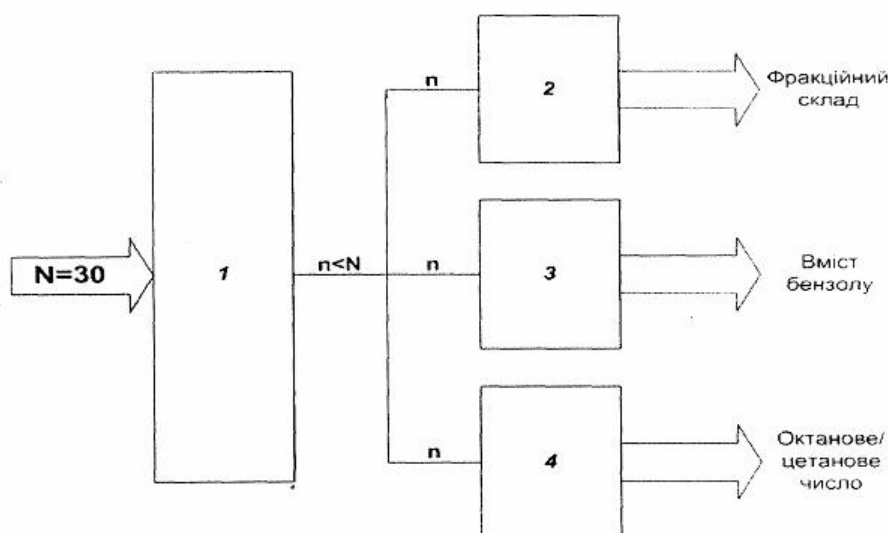 n
2
Фракційний
склад
N=30
1
n<N
n
3
Вміст
бензолу
n
4
Октанове/
цетанове
число